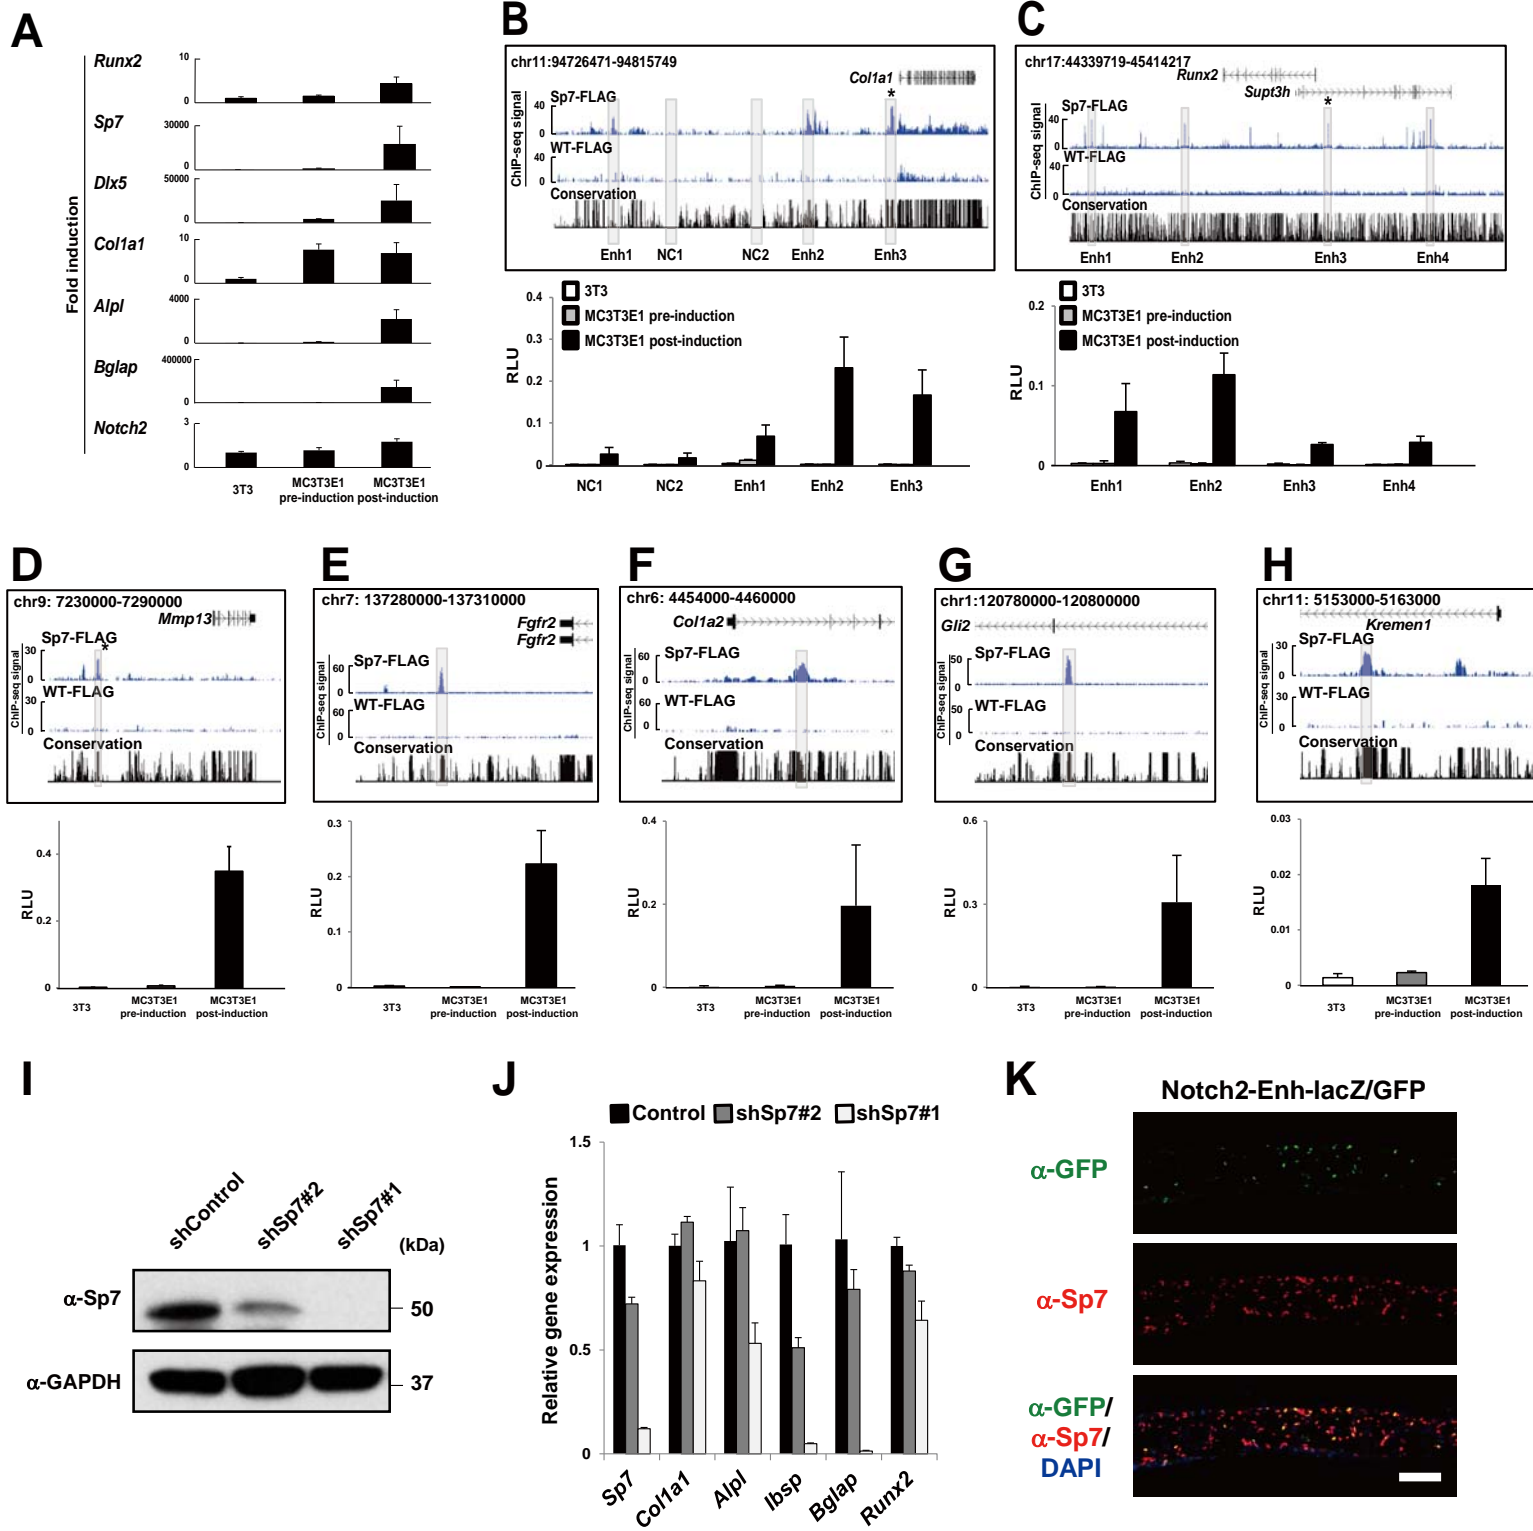 A
Fold induction
Runx2
10
0
Sp7
30000
0
Dlx5
50000
0
Col1a1
10
0
Alpl
4000
0
Bglap
400000
0
Notch2
3
0
3T3
MC3T3E1
pre-induction
MC3T3E1
post-induction
B
chr11:94726471-94815749
Col1a1
*
Sp7-FLAG
ChIP-seq signal
40
0
WT-FLAG
40
0
Conservation
Enh1 NC1 NC2 Enh2 Enh3
3T3
MC3T3E1 pre-induction
MC3T3E1 post-induction
RLU
0.4
0.3
0.2
0.1
0
NC1 NC2 Enh1 Enh2 Enh3
C
chr17:44339719-45414217
Runx2
Supt3h
*
Sp7-FLAG
ChIP-seq signal
40
0
WT-FLAG
40
0
Conservation
Enh1 Enh2 Enh3 Enh4
3T3
MC3T3E1 pre-induction
MC3T3E1 post-induction
RLU
0.2
0.1
0
Enh1 Enh2 Enh3 Enh4
D
chr9: 7230000-7290000
Mmp13
Sp7-FLAG
*
ChIP-seq signal
30
0
WT-FLAG
30
0
Conservation
RLU
0.4
0.2
0
3T3
MC3T3E1
pre-induction
MC3T3E1
post-induction
E
chr7: 137280000-137310000
Fgfr2
Fgfr2
Sp7-FLAG
ChIP-seq signal
60
0
WT-FLAG
60
0
Conservation
RLU
0.3
0.2
0.1
0
3T3
MC3T3E1
pre-induction
MC3T3E1
post-induction
F
chr6: 4454000-4460000
Col1a2
Sp7-FLAG
ChIP-seq signal
60
0
WT-FLAG
60
0
Conservation
RLU
0.4
0.2
0
3T3
MC3T3E1
pre-induction
MC3T3E1
post-induction
G
chr1:120780000-120800000
Gli2
Sp7-FLAG
ChIP-seq signal
50
0
WT-FLAG
50
0
Conservation
RLU
0.6
0.3
0
3T3
MC3T3E1
pre-induction
MC3T3E1
post-induction
H
chr11: 5153000-5163000
Kremen1
Sp7-FLAG
ChIP-seq signal
30
0
WT-FLAG
30
0
Conservation
RLU
0.03
0.02
0.01
0
3T3
MC3T3E1
pre-induction
MC3T3E1
post-induction
I
shControl shSp7#2 shSp7#1
(kDa)
α-Sp7
50
α-GAPDH
37
J
Control shSp7#2 shSp7#1
Relative gene expression
1.5
1
0.5
0
Sp7 Col1a1 Alpl Ibsp Bglap Runx2
K
Notch2-Enh-lacZ/GFP
α-GFP
α-Sp7
α-GFP/
α-Sp7/
DAPI